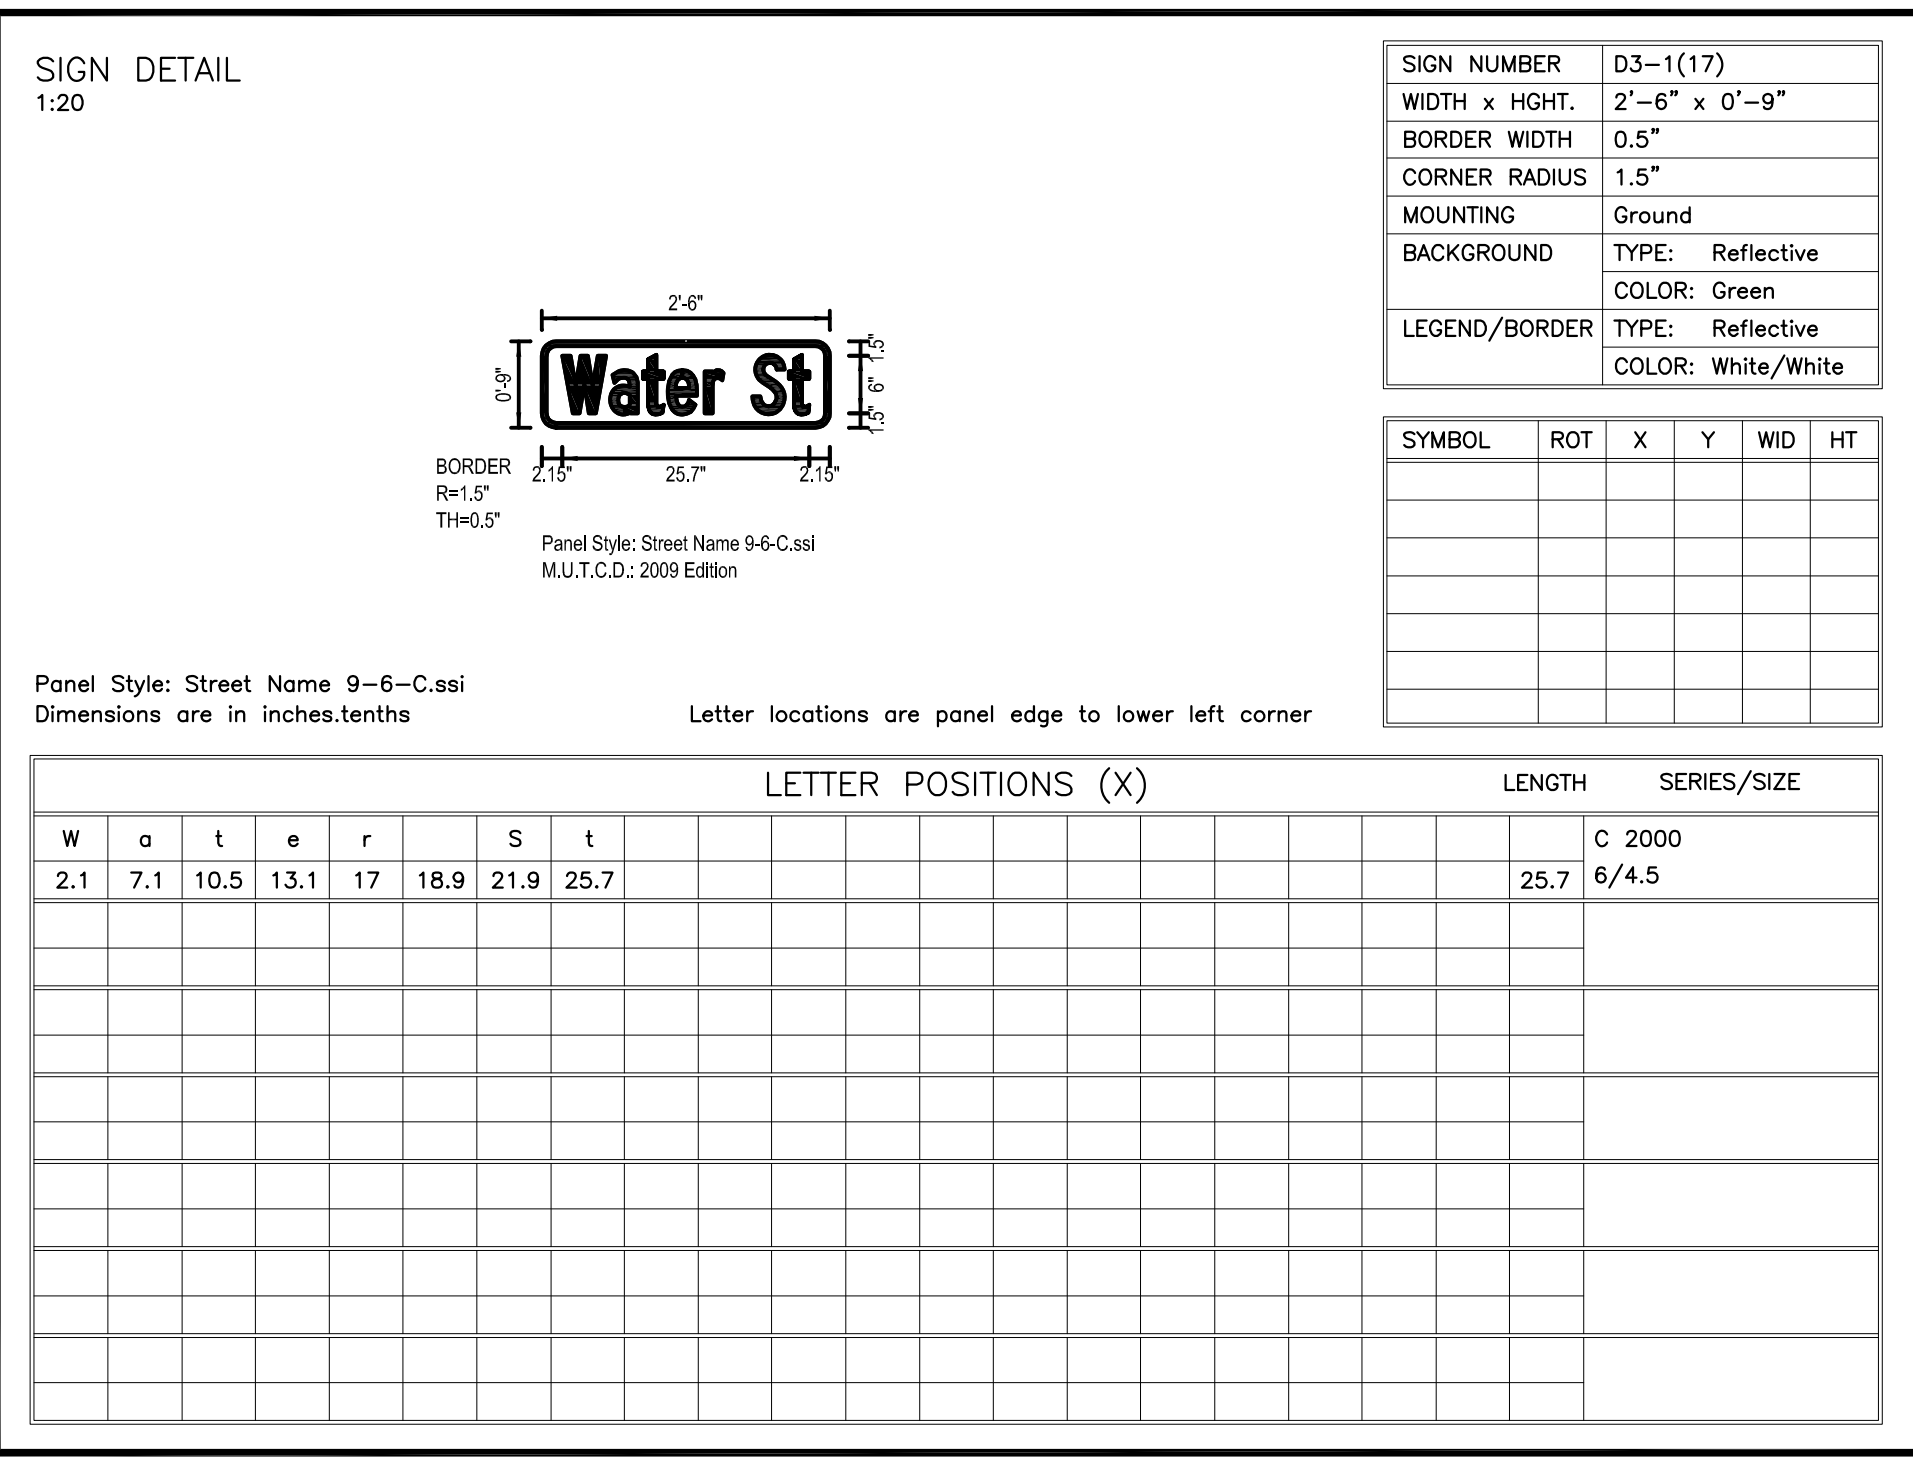 SIGN DETAIL
1:20
SIGN NUMBER D3-1(17)
WIDTH x HGHT. 2'-6" x 0'-9"
BORDER WIDTH 0.5"
CORNER RADIUS 1.5"
MOUNTING Ground
BACKGROUND TYPE: Reflective
COLOR: Green
LEGEND/BORDER TYPE: Reflective
COLOR: White/White
2'-6"
0'-9"
Water St
1.5"
6"
1.5"
2.15" 25.7" 2.15"
BORDER
R=1.5"
TH=0.5"
Panel Style: Street Name 9-6-C.ssi
M.U.T.C.D.: 2009 Edition
SYMBOL ROT X Y WID HT
Panel Style: Street Name 9-6-C.ssi
Dimensions are in inches.tenths
Letter locations are panel edge to lower left corner
LETTER POSITIONS (X) LENGTH SERIES/SIZE
W a t e r S t C 2000
2.1 7.1 10.5 13.1 17 18.9 21.9 25.7 25.7 6/4.5